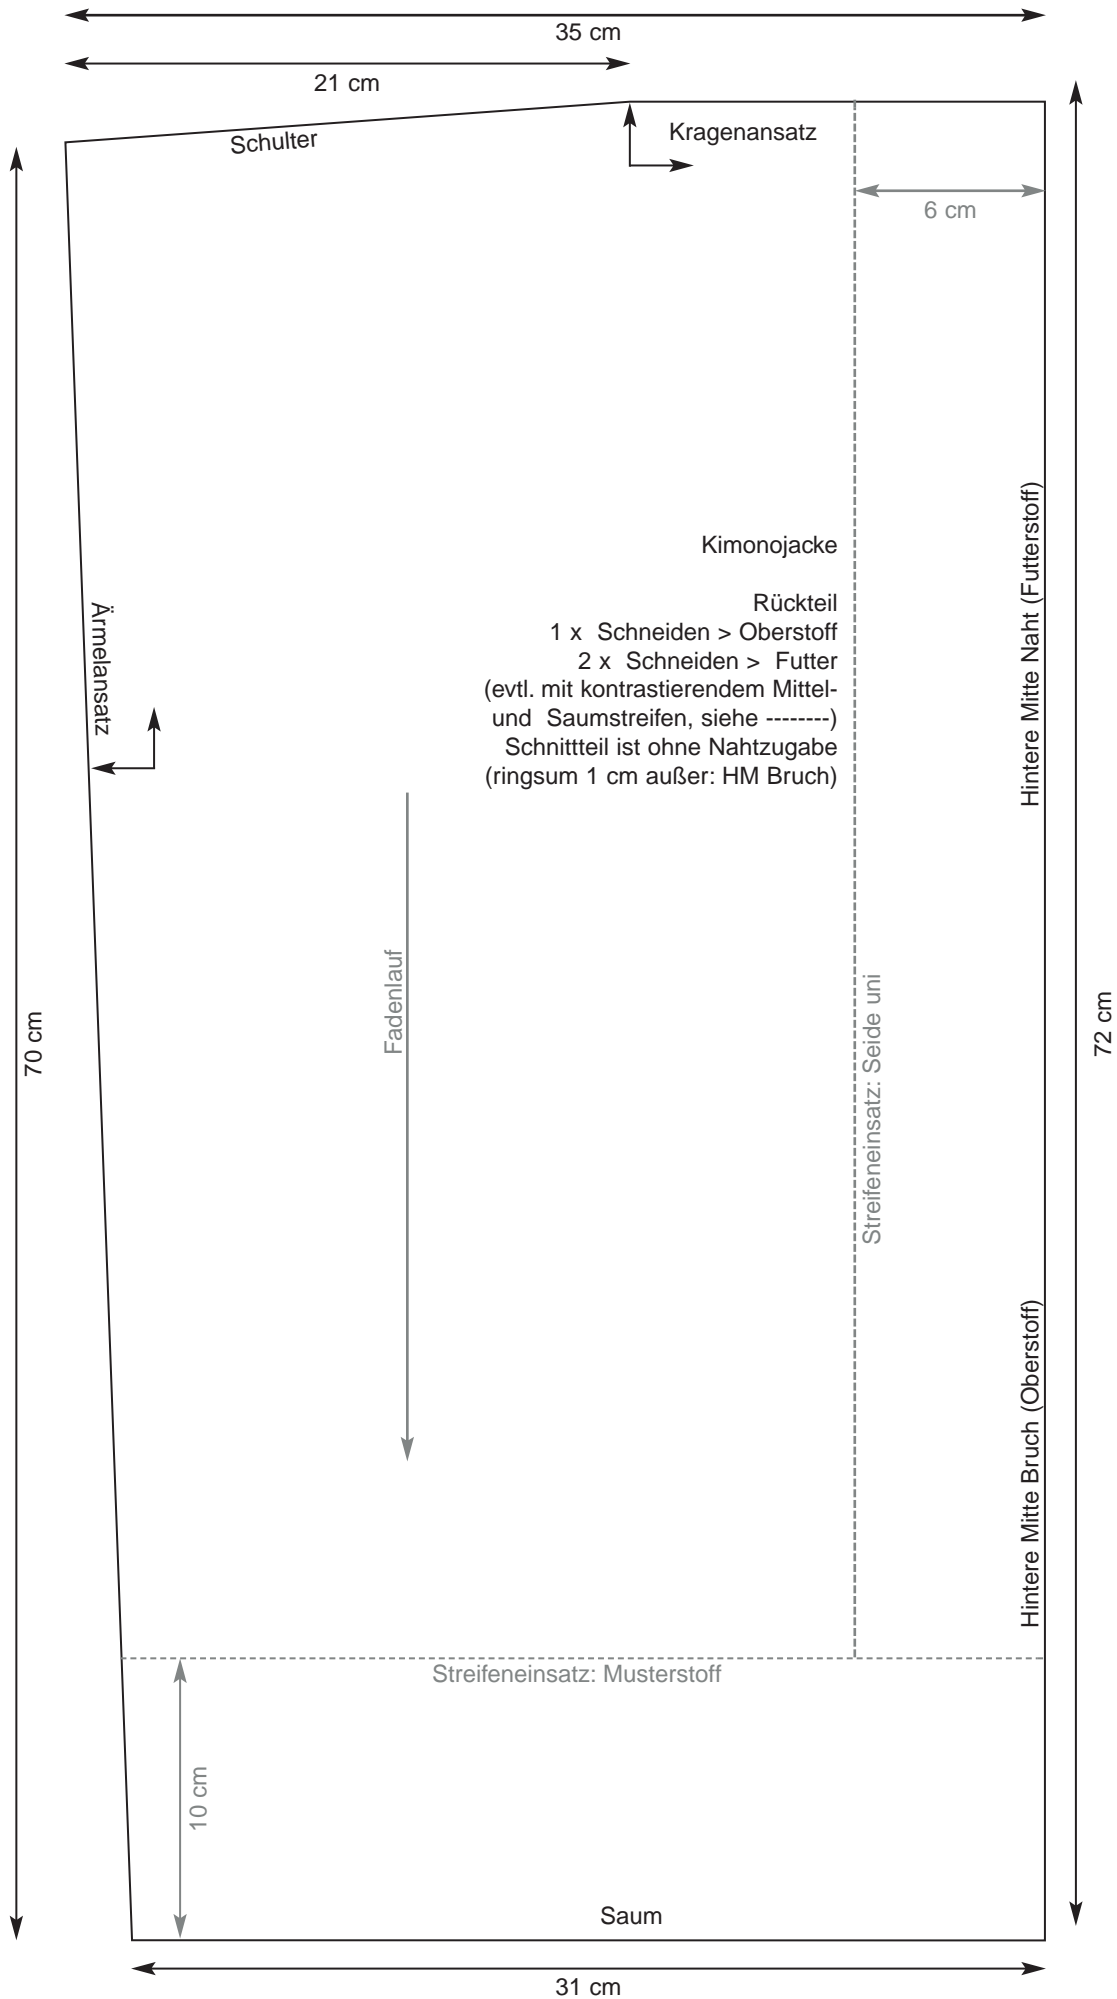 35 cm
21 cm
Schulter
Kragenansatz
6 cm
Kimonojacke
Rückteil
1 x  Schneiden > Oberstoff
2 x  Schneiden >  Futter
(evtl. mit kontrastierendem Mittel-
und  Saumstreifen, siehe --------)
Schnittteil ist ohne Nahtzugabe
(ringsum 1 cm außer: HM Bruch)
Hintere Mitte Naht (Futterstoff)
Ärmelansatz
Fadenlauf
70 cm
72 cm
Streifeneinsatz: Seide uni
Hintere Mitte Bruch (Oberstoff)
Streifeneinsatz: Musterstoff
10 cm
Saum
31 cm